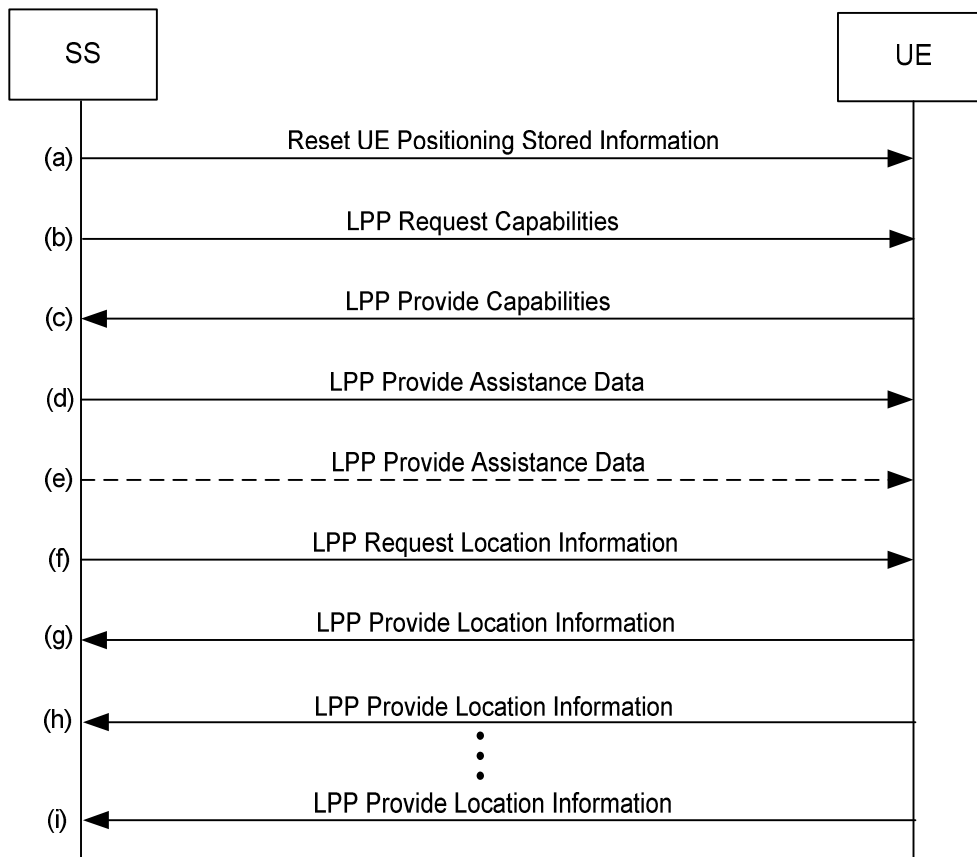 SS
UE
(a) Reset UE Positioning Stored Information
(b) LPP Request Capabilities
(c) LPP Provide Capabilities
(d) LPP Provide Assistance Data
(e) LPP Provide Assistance Data
(f) LPP Request Location Information
(g) LPP Provide Location Information
(h) LPP Provide Location Information
(i) LPP Provide Location Information